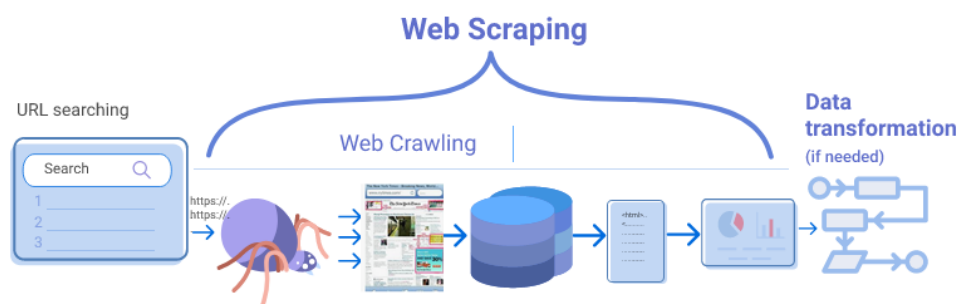 Web Scraping
URL searching
Web Crawling
Data
transformation
(if needed)
Search
1
2
3
https://.
https://.
<html>..
<..